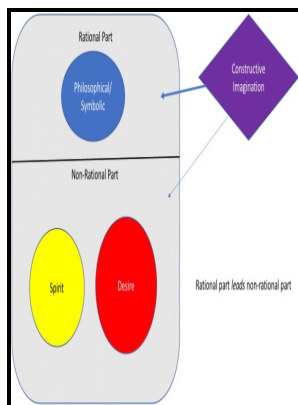 Rational Part
Philosophical/
Symbolic
Constructive
Imagination
Non-Rational Part
Spirit
Desire
Rational part leads non-rational part